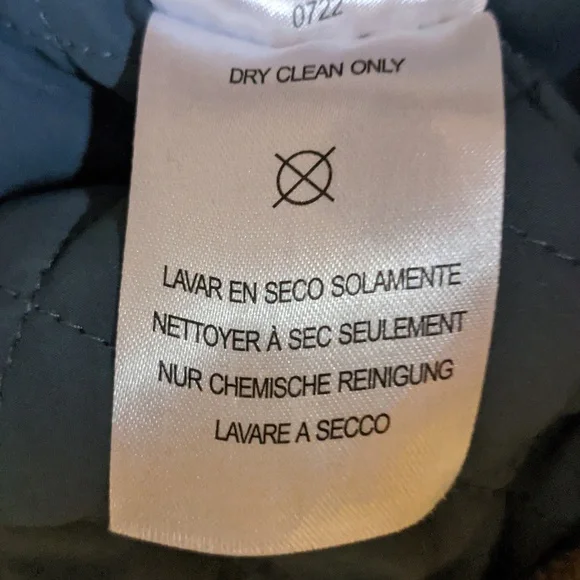 0722
DRY CLEAN ONLY
LAVAR EN SECO SOLAMENTE
NETTOYER À SEC SEULEMENT
NUR CHEMISCHE REINIGUNG
LAVARE A SECCO